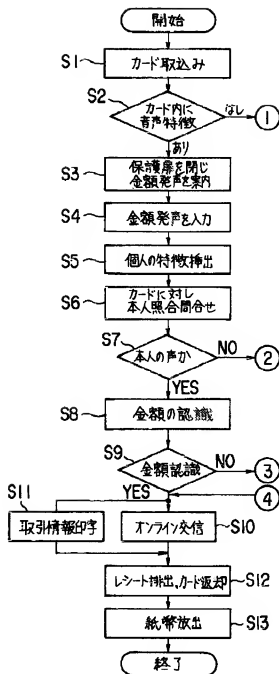 開始
S1
カード取込み
S2
カード内に
音声特徴
なし
1
あり
S3
保護扉を閉じ
金額発声を案内
S4
金額発声を入力
S5
個人の特徴抽出
S6
カードに対し
本人照合問合せ
S7
本人の声か
NO
2
YES
S8
金額の認識
S9
金額認識
NO
3
YES
4
S11
取引情報印字
オンライン交信
S10
レシート排出、カード返却
S12
紙幣放出
S13
終了